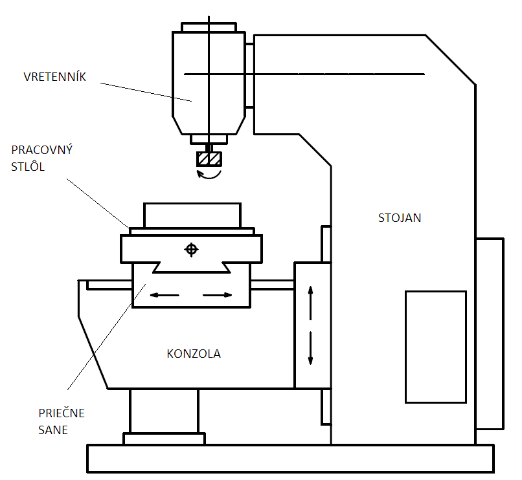 VRETENNÍK
PRACOVNÝ
STLÔL
STOJAN
KONZOLA
PRIEČNE
SANE